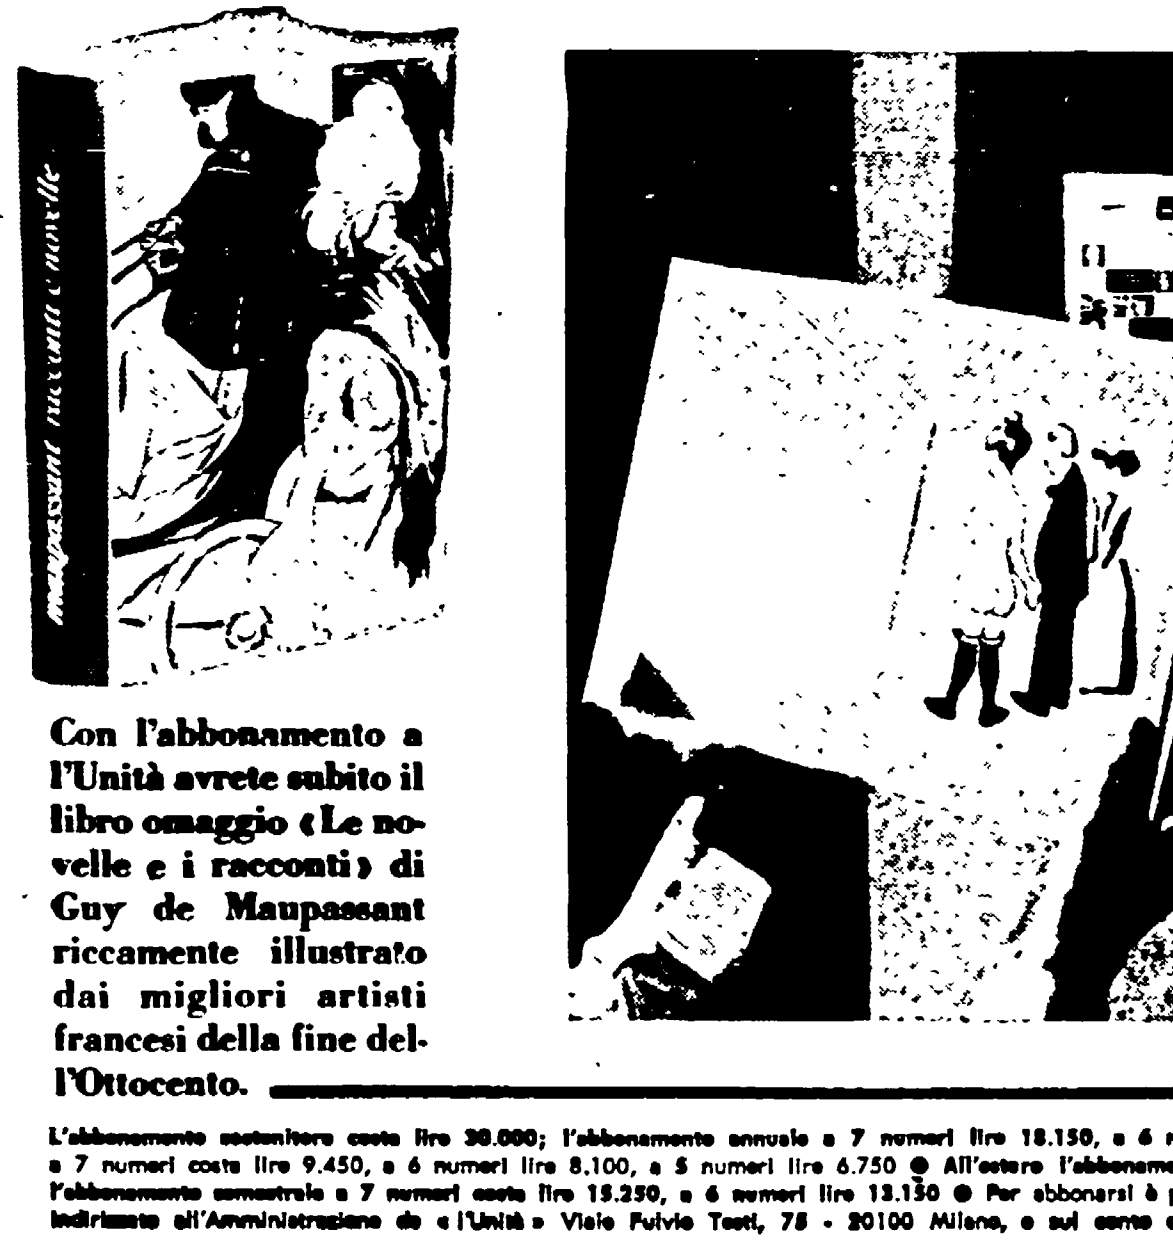 maupassant racconti e novelle
Con l'abbonamento a
l'Unità avrete subito il
libro omaggio «Le no-
velle e i racconti» di
Guy de Maupassant
riccamente illustrato
dai migliori artisti
francesi della fine del-
l'Ottocento.
L'abbonamento sostenitore costa lire 30.000; l'abbonamento annuale a 7 numeri lire 18.150, a 6
a 7 numeri costa lire 9.450, a 6 numeri lire 8.100, a 5 numeri lire 6.750 ● All'estero l'abboname
l'abbonamento semestrale a 7 numeri costa lire 15.250, a 6 numeri lire 13.150 ● Per abbonarsi è
indirizzato all'Amministrazione de «l'Unità» Viale Fulvio Testi, 75 - 20100 Milano, o sul conto